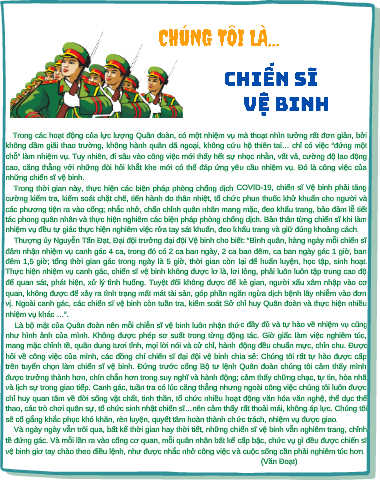 CHÚNG TÔI LÀ...
CHIẾN SĨ
VỆ BINH
Trong các hoạt động của lực lượng Quân đoàn, có một nhiệm vụ mà thoạt nhìn tưởng rất đơn giản, bởi
không dầm giãi thao trường, không hành quân dã ngoại, không cứu hộ thiên tai... chỉ có việc "đứng một
chỗ" làm nhiệm vụ. Tuy nhiên, đi sâu vào công việc mới thấy hết sự nhọc nhằn, vất vả, cường độ lao động
cao, căng thẳng với những đòi hỏi khắt khe mới có thể đáp ứng yêu cầu nhiệm vụ. Đó là công việc của
những chiến sĩ vệ binh.
Trong thời gian này, thực hiện các biện pháp phòng chống dịch COVID-19, chiến sĩ Vệ binh phải tăng
cường kiểm tra, kiểm soát chặt chẽ, tiến hành đo thân nhiệt, tổ chức phun thuốc khử khuẩn cho người và
các phương tiện ra vào cổng; nhắc nhở, chấn chỉnh quân nhân mang mặc, đeo khẩu trang, bảo đảm lễ tiết
tác phong quân nhân và thực hiện nghiêm các biện pháp phòng chống dịch. Bản thân từng chiến sĩ khi làm
nhiệm vụ đều tự giác thực hiện nghiêm việc rửa tay sát khuẩn, đeo khẩu trang và giữ đúng khoảng cách.
Thượng úy Nguyễn Tấn Đạt, Đại đội trưởng đại đội Vệ binh cho biết: "Bình quân, hàng ngày mỗi chiến sĩ
đảm nhận nhiệm vụ canh gác 4 ca, trong đó có 2 ca ban ngày, 2 ca ban đêm, ca ban ngày gác 1 giờ, ban
đêm 1,5 giờ; tổng thời gian gác trong ngày là 5 giờ, thời gian còn lại để huấn luyện, học tập, sinh hoạt.
Thực hiện nhiệm vụ canh gác, chiến sĩ vệ binh không được lơ là, lơi lỏng, phải luôn luôn tập trung cao độ
để quan sát, phát hiện, xử lý tình huống. Tuyệt đối không được để kẻ gian, người xấu xâm nhập vào cơ
quan, không được để xảy ra tình trạng mất mát tài sản, góp phần ngăn ngừa dịch bệnh lây nhiễm vào đơn
vị. Ngoài canh gác, các chiến sĩ vệ binh còn tuần tra, kiểm soát Sở chỉ huy Quân đoàn và thực hiện nhiều
nhiệm vụ khác ...".
Là bộ mặt của Quân đoàn nên mỗi chiến sĩ vệ binh luôn nhận thức đầy đủ và tự hào về nhiệm vụ cũng
như hình ảnh của mình. Không được phép sơ suất trong từng động tác. Giờ giấc làm việc nghiêm túc,
mang mặc chỉnh tề, quần dung tươi tỉnh, mọi lời nói và cử chỉ, hành động đều chuẩn mực, chỉn chu. Được
hỏi về công việc của mình, các đồng chí chiến sĩ đại đội vệ binh chia sẻ: Chúng tôi rất tự hào được cấp
trên tuyển chọn làm chiến sĩ vệ binh. Đứng trước cổng Bộ tư lệnh Quân đoàn chúng tôi cảm thấy mình
được trưởng thành hơn, chín chắn hơn trong suy nghĩ và hành động; cảm thấy chững chạc, tự tin, hòa nhã
và lịch sự trong giao tiếp. Canh gác, tuần tra có lúc căng thẳng nhưng ngoài công việc chúng tôi luôn được
chỉ huy quan tâm về đời sống vật chất, tinh thần, tổ chức nhiều hoạt động văn hóa văn nghệ, thể dục thể
thao, các trò chơi quân sự, tổ chức sinh nhật chiến sĩ...nên cảm thấy rất thoải mái, không áp lực. Chúng tôi
sẽ cố gắng khắc phục khó khăn, rèn luyện, quyết tâm hoàn thành chức trách, nhiệm vụ được giao.
Và ngày ngày vẫn trôi qua, bất kể thời gian hay thời tiết, những chiến sĩ vệ binh vẫn nghiêm trang, chỉnh
tề đứng gác. Và mỗi lần ra vào cổng cơ quan, mỗi quân nhân bất kể cấp bậc, chức vụ gì đều được chiến sĩ
vệ binh giơ tay chào theo điều lệnh, như được nhắc nhở công việc và cuộc sống cần phải nghiêm túc hơn.
(Văn Đoạt)